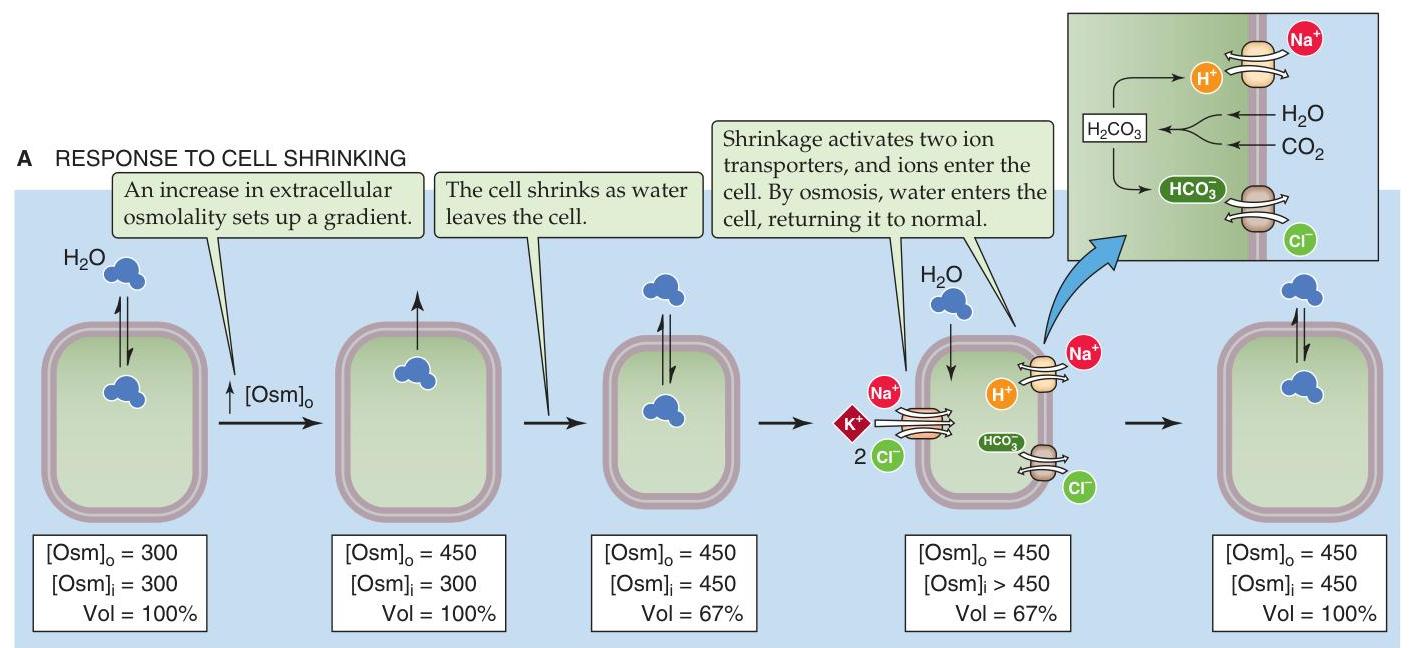 A RESPONSE TO CELL SHRINKING
An increase in extracellular
osmolality sets up a gradient.
The cell shrinks as water
leaves the cell.
Shrinkage activates two ion
transporters, and ions enter the
cell. By osmosis, water enters the
cell, returning it to normal.
Na⁺
H⁺
H₂O
H₂CO₃
CO₂
HCO₃⁻
Cl⁻
H₂O
↑ [Osm]ₒ
H₂O
Na⁺
K⁺
2 Cl⁻
Na⁺
H⁺
HCO₃⁻
Cl⁻
[Osm]ₒ = 300
[Osm]ᵢ = 300
Vol = 100%
[Osm]ₒ = 450
[Osm]ᵢ = 300
Vol = 100%
[Osm]ₒ = 450
[Osm]ᵢ = 450
Vol = 67%
[Osm]ₒ = 450
[Osm]ᵢ > 450
Vol = 67%
[Osm]ₒ = 450
[Osm]ᵢ = 450
Vol = 100%